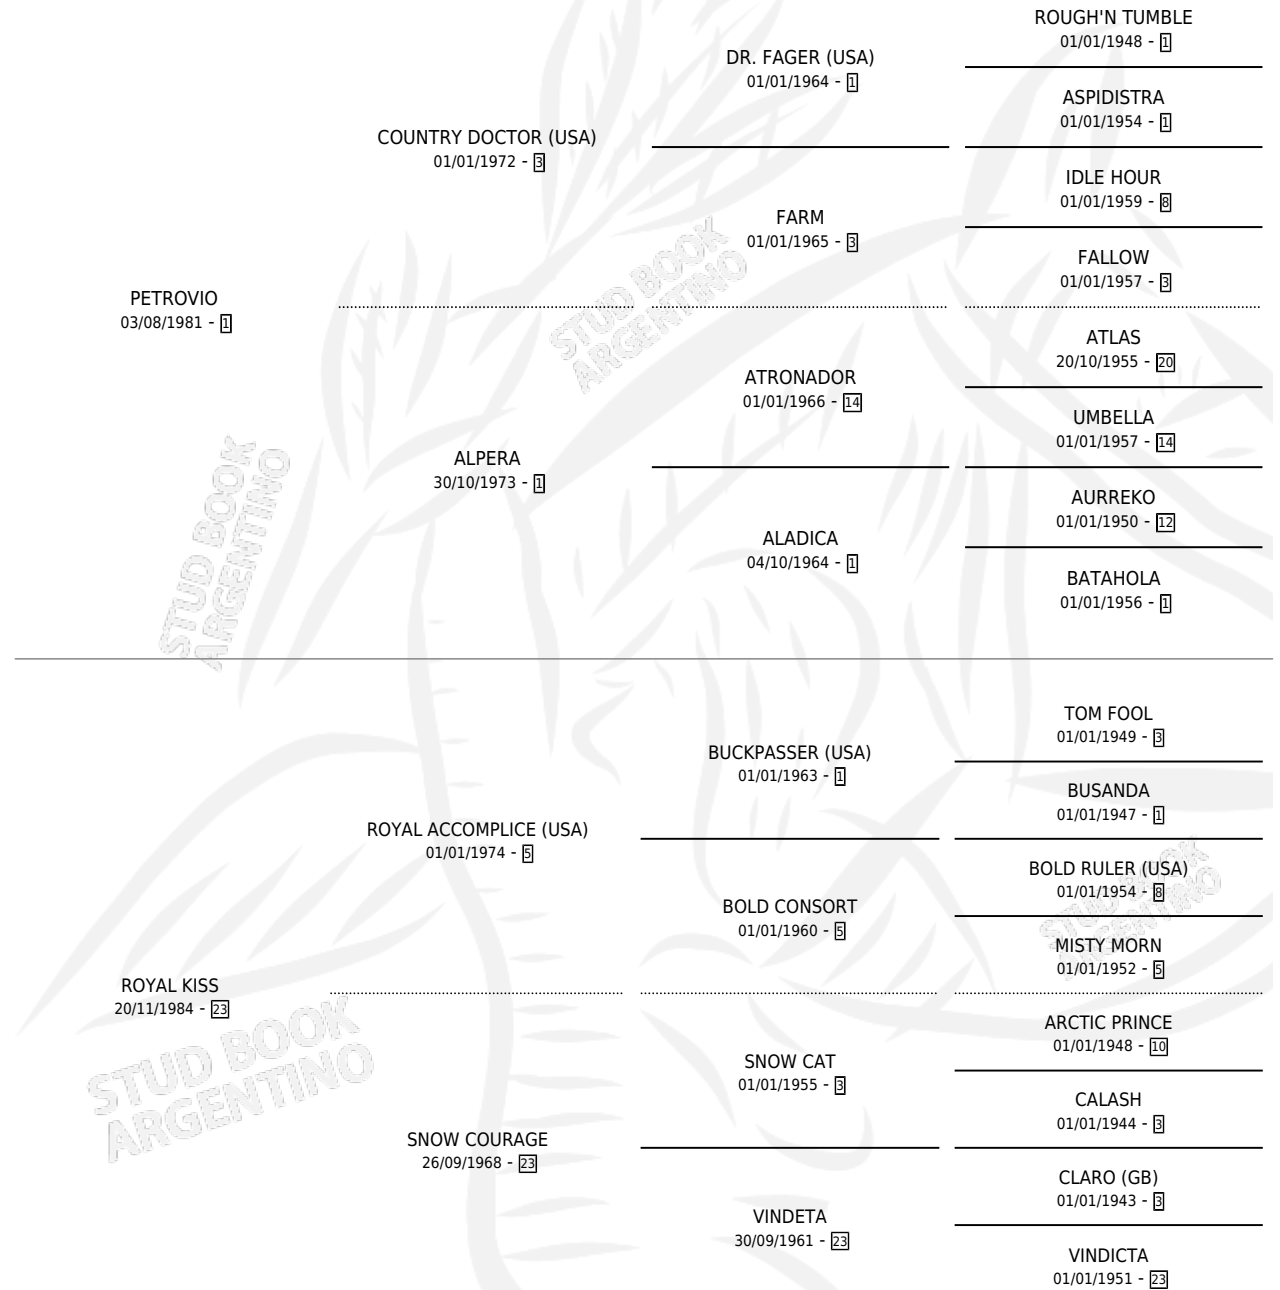 ROUGH'N TUMBLE
01/01/1948 - 1
DR. FAGER (USA)
01/01/1964 - 1
ASPIDISTRA
01/01/1954 - 1
COUNTRY DOCTOR (USA)
01/01/1972 - 3
IDLE HOUR
01/01/1959 - 8
FARM
01/01/1965 - 3
FALLOW
01/01/1957 - 3
PETROVIO
03/08/1981 - 1
STUD BOOK
ARGENTINO
ATLAS
20/10/1955 - 20
ATRONADOR
01/01/1966 - 14
UMBELLA
01/01/1957 - 14
ALPERA
30/10/1973 - 1
AURREKO
01/01/1950 - 12
ALADICA
04/10/1964 - 1
BATAHOLA
01/01/1956 - 1
STUD BOOK
ARGENTINO
TOM FOOL
01/01/1949 - 3
BUCKPASSER (USA)
01/01/1963 - 1
BUSANDA
01/01/1947 - 1
ROYAL ACCOMPLICE (USA)
01/01/1974 - 5
BOLD RULER (USA)
01/01/1954 - 8
STUD BOOK
ARGENTINO
BOLD CONSORT
01/01/1960 - 5
MISTY MORN
01/01/1952 - 5
ROYAL KISS
20/11/1984 - 23
STUD BOOK
ARGENTINO
ARCTIC PRINCE
01/01/1948 - 10
SNOW CAT
01/01/1955 - 3
CALASH
01/01/1944 - 3
SNOW COURAGE
26/09/1968 - 23
CLARO (GB)
01/01/1943 - 3
VINDETA
30/09/1961 - 23
VINDICTA
01/01/1951 - 23